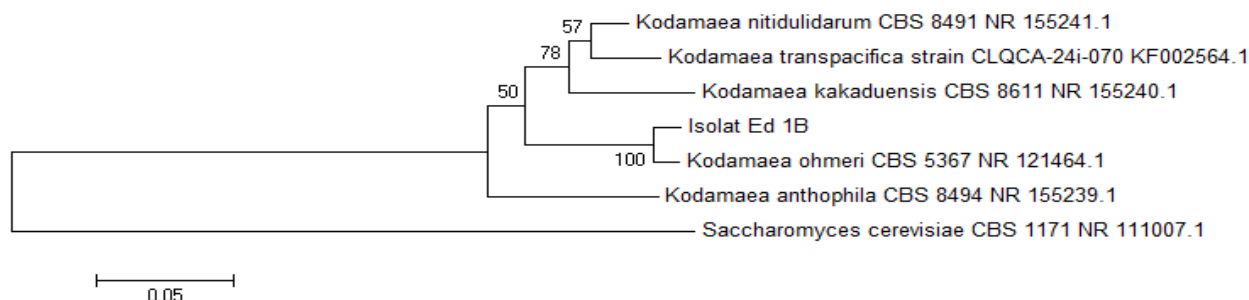 57
Kodamaea nitidulidarum CBS 8491 NR 155241.1
78
Kodamaea transpacifica strain CLQCA-24i-070 KF002564.1
50
Kodamaea kakaduensis CBS 8611 NR 155240.1
Isolat Ed 1B
100
Kodamaea ohmeri CBS 5367 NR 121464.1
Kodamaea anthophila CBS 8494 NR 155239.1
Saccharomyces cerevisiae CBS 1171 NR 111007.1
0.05